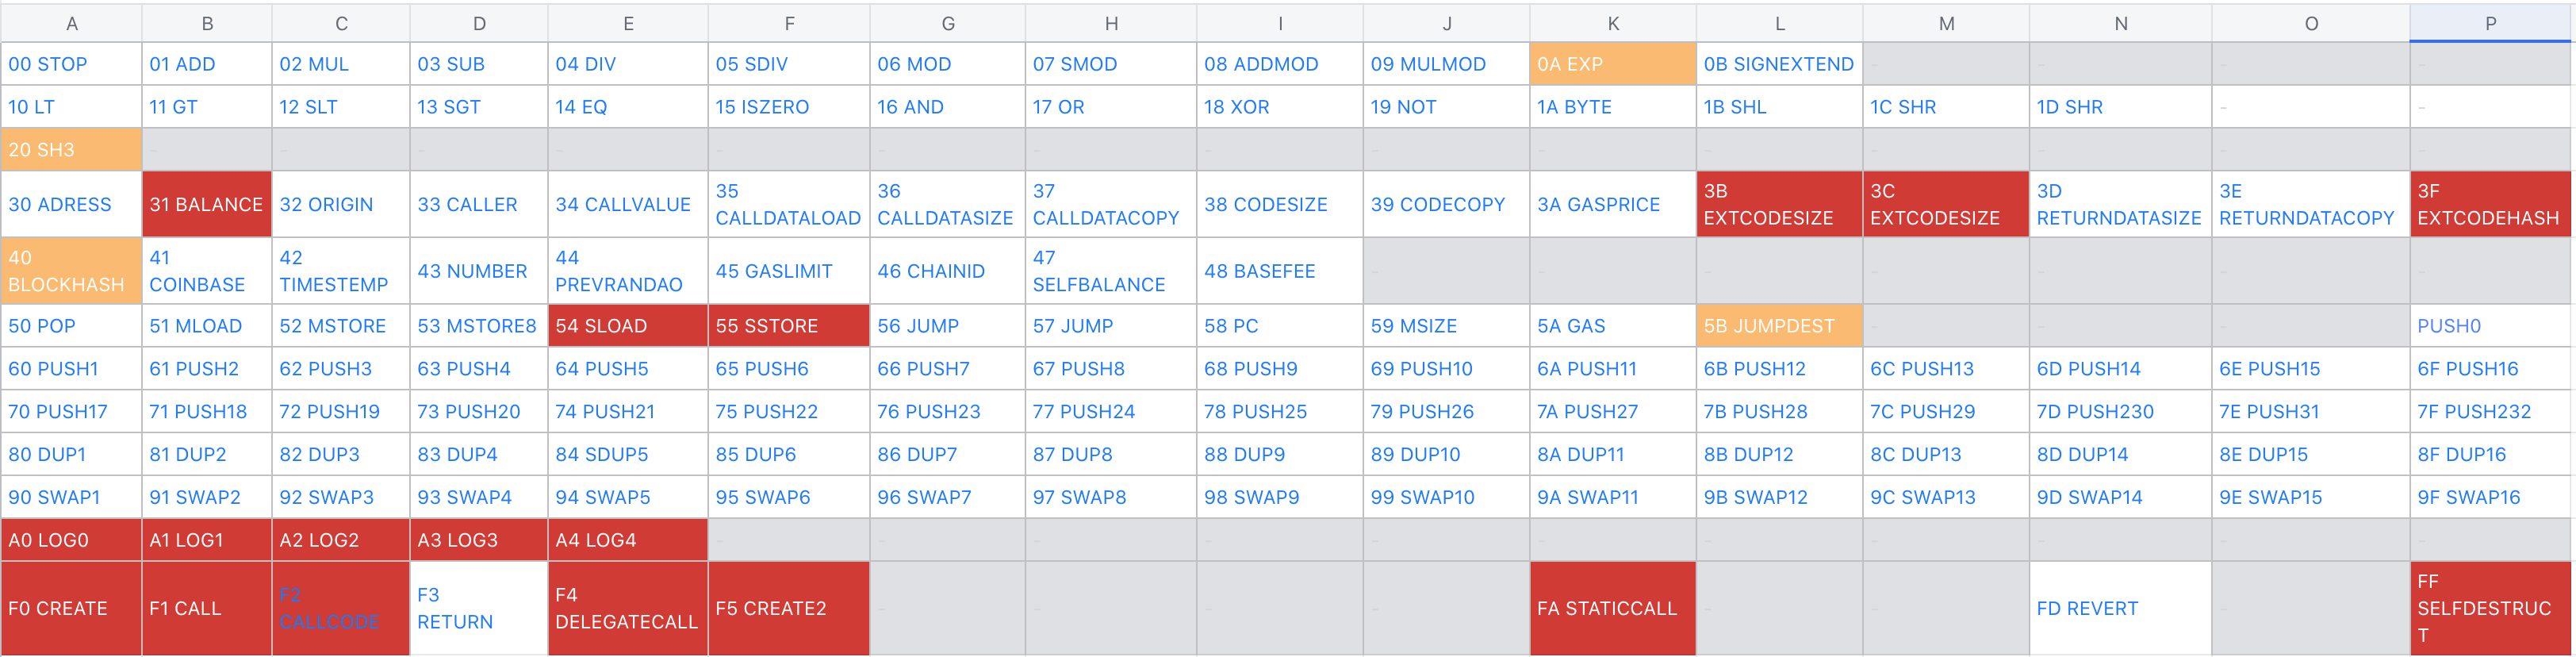 A B C D E F G H I J K L M N O P
00 STOP 01 ADD 02 MUL 03 SUB 04 DIV 05 SDIV 06 MOD 07 SMOD 08 ADDMOD 09 MULMOD 0A EXP 0B SIGNEXTEND - - - -
10 LT 11 GT 12 SLT 13 SGT 14 EQ 15 ISZERO 16 AND 17 OR 18 XOR 19 NOT 1A BYTE 1B SHL 1C SHR 1D SHR - -
20 SH3 - - - - - - - - - - - - - - -
30 ADRESS 31 BALANCE 32 ORIGIN 33 CALLER 34 CALLVALUE 35 CALLDATALOAD 36 CALLDATASIZE 37 CALLDATACOPY 38 CODESIZE 39 CODECOPY 3A GASPRICE 3B EXTCODESIZE 3C EXTCODESIZE 3D RETURNDATASIZE 3E RETURNDATACOPY 3F EXTCODEHASH
40 BLOCKHASH 41 COINBASE 42 TIMESTEMP 43 NUMBER 44 PREVRANDAO 45 GASLIMIT 46 CHAINID 47 SELFBALANCE 48 BASEFEE - - - - - - -
50 POP 51 MLOAD 52 MSTORE 53 MSTORE8 54 SLOAD 55 SSTORE 56 JUMP 57 JUMP 58 PC 59 MSIZE 5A GAS 5B JUMPDEST - - - PUSH0
60 PUSH1 61 PUSH2 62 PUSH3 63 PUSH4 64 PUSH5 65 PUSH6 66 PUSH7 67 PUSH8 68 PUSH9 69 PUSH10 6A PUSH11 6B PUSH12 6C PUSH13 6D PUSH14 6E PUSH15 6F PUSH16
70 PUSH17 71 PUSH18 72 PUSH19 73 PUSH20 74 PUSH21 75 PUSH22 76 PUSH23 77 PUSH24 78 PUSH25 79 PUSH26 7A PUSH27 7B PUSH28 7C PUSH29 7D PUSH230 7E PUSH31 7F PUSH232
80 DUP1 81 DUP2 82 DUP3 83 DUP4 84 SDUP5 85 DUP6 86 DUP7 87 DUP8 88 DUP9 89 DUP10 8A DUP11 8B DUP12 8C DUP13 8D DUP14 8E DUP15 8F DUP16
90 SWAP1 91 SWAP2 92 SWAP3 93 SWAP4 94 SWAP5 95 SWAP6 96 SWAP7 97 SWAP8 98 SWAP9 99 SWAP10 9A SWAP11 9B SWAP12 9C SWAP13 9D SWAP14 9E SWAP15 9F SWAP16
A0 LOG0 A1 LOG1 A2 LOG2 A3 LOG3 A4 LOG4 - - - - - - - - - - -
F0 CREATE F1 CALL F2 CALLCODE F3 RETURN F4 DELEGATECALL F5 CREATE2 - - - - FA STATICCALL - - FD REVERT - FF SELFDESTRUCT